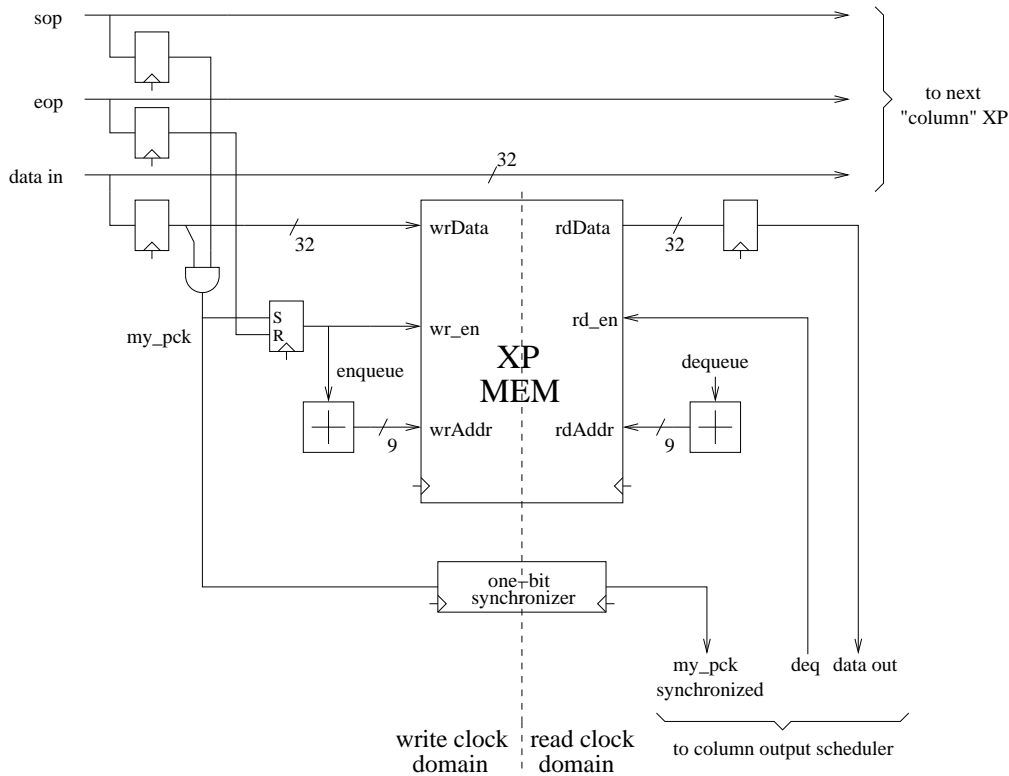 sop
eop
to next
"column" XP
data in
32
32
wrData
rdData
32
my_pck
S
R
wr_en
rd_en
XP
MEM
enqueue
dequeue
wrAddr
rdAddr
9
9
one-bit
synchronizer
my_pck
synchronized
deq
data out
write clock
domain
read clock
domain
to column output scheduler